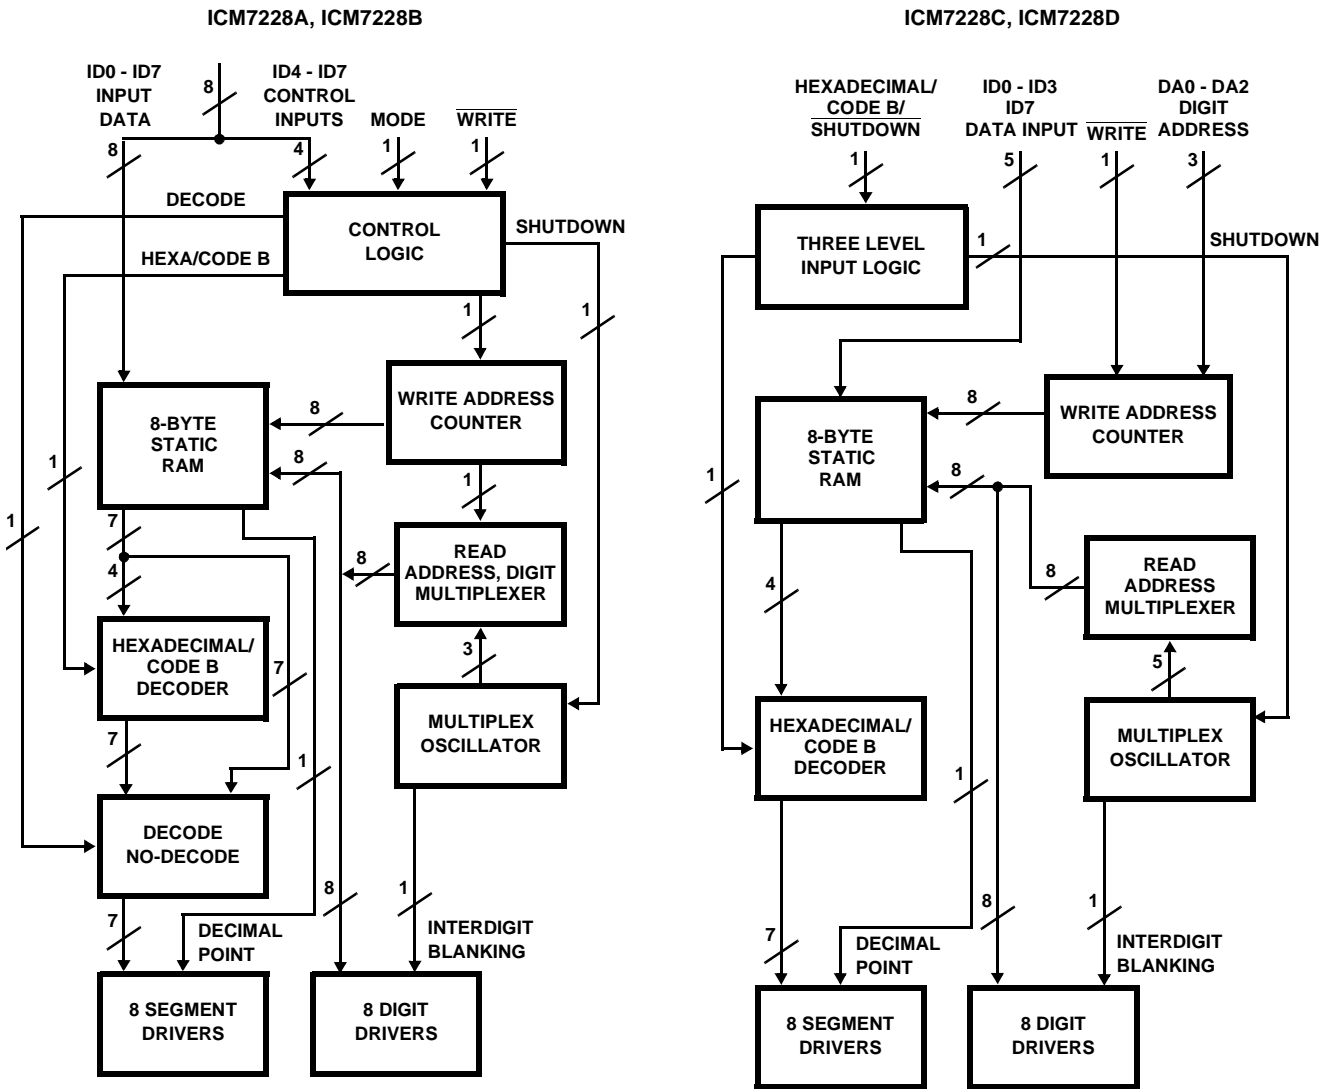 ICM7228A, ICM7228B
ID0 - ID7
INPUT
DATA
8
ID4 - ID7
CONTROL
INPUTS
MODE
WRITE
8
4
1
1
DECODE
HEXA/CODE B
CONTROL
LOGIC
SHUTDOWN
1
1
8-BYTE
STATIC
RAM
8
WRITE ADDRESS
COUNTER
8
1
1
1
7
4
8
READ
ADDRESS, DIGIT
MULTIPLEXER
HEXADECIMAL/
CODE B
DECODER
7
3
7
1
MULTIPLEX
OSCILLATOR
DECODE
NO-DECODE
7
8
1
DECIMAL
POINT
INTERDIGIT
BLANKING
8 SEGMENT
DRIVERS
8 DIGIT
DRIVERS
ICM7228C, ICM7228D
HEXADECIMAL/
CODE B/
SHUTDOWN
ID0 - ID3
ID7
DATA INPUT
WRITE
DA0 - DA2
DIGIT
ADDRESS
1
5
1
3
THREE LEVEL
INPUT LOGIC
1
SHUTDOWN
8-BYTE
STATIC
RAM
8
WRITE ADDRESS
COUNTER
1
8
4
8
READ
ADDRESS
MULTIPLEXER
5
HEXADECIMAL/
CODE B
DECODER
1
MULTIPLEX
OSCILLATOR
7
8
1
DECIMAL
POINT
INTERDIGIT
BLANKING
8 SEGMENT
DRIVERS
8 DIGIT
DRIVERS